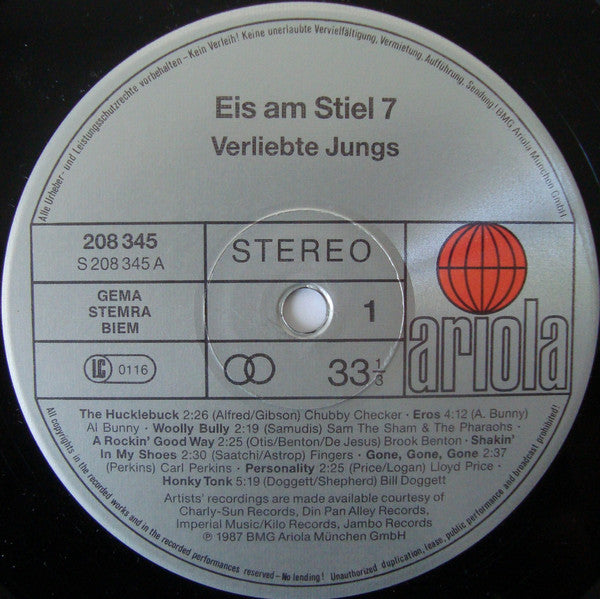 Alle Urheber- und Leistungsschutzrechte vorbehalten - Kein Verleih! Keine unerlaubte Vervielfältigung, Vermietung, Aufführung, Sendung! BMG Ariola München GmbH
Eis am Stiel 7
Verliebte Jungs
208 345
S 208 345 A
STEREO
GEMA
STEMRA
BIEM
1
LC 0116
33 1/3
ariola
The Hucklebuck 2:26 (Alfred/Gibson) Chubby Checker · Eros 4:12 (A. Bunny)
Al Bunny · Woolly Bully 2:19 (Samudis) Sam The Sham & The Pharaohs
· A Rockin' Good Way 2:25 (Otis/Benton/De Jesus) Brook Benton · Shakin'
In My Shoes 2:30 (Saatchi/Astrop) Fingers · Gone, Gone, Gone 2:37
(Perkins) Carl Perkins · Personality 2:25 (Price/Logan) Lloyd Price ·
Honky Tonk 5:19 (Doggett/Shepherd) Bill Doggett
Artists' recordings are made available courtesy of
Charly-Sun Records, Din Pan Alley Records,
Imperial Music/Kilo Records, Jambo Records
℗ 1987 BMG Ariola München GmbH
All copyrights in the recorded works and in the recorded performances reserved - No lending! Unauthorized duplication, lease, public performance and broadcast prohibited!